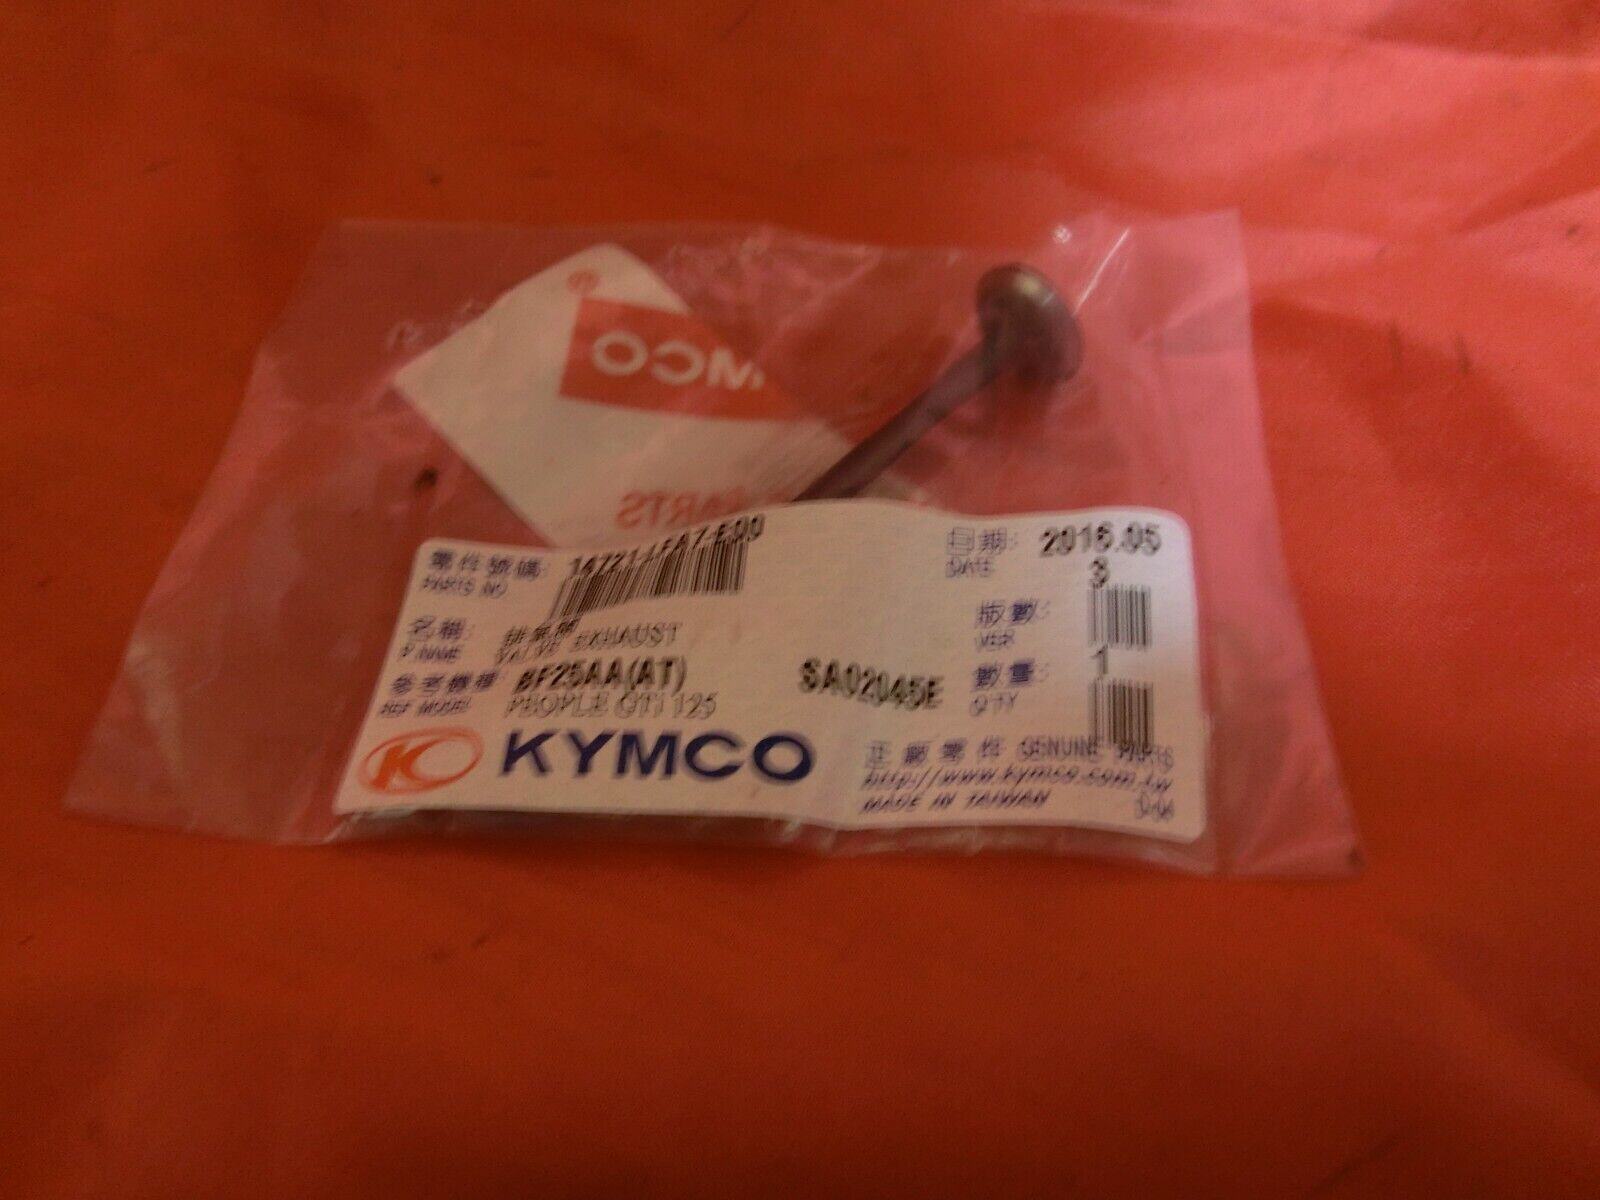 MCO
®
PARTS
零件號碼: 14721-LFA7-E00
PARTS NO
日期: 2016.05
DATE
版數: 3
VER
名稱: 排氣閥
P.NAME VALVE EXHAUST
數量: 1
Q'TY
參考機種: BF25AA(AT) SA02045E
REF MODEL PEOPLE GTI 125
KYMCO
正廠零件 GENUINE PARTS
http://www.kymco.com.tw
MADE IN TAIWAN